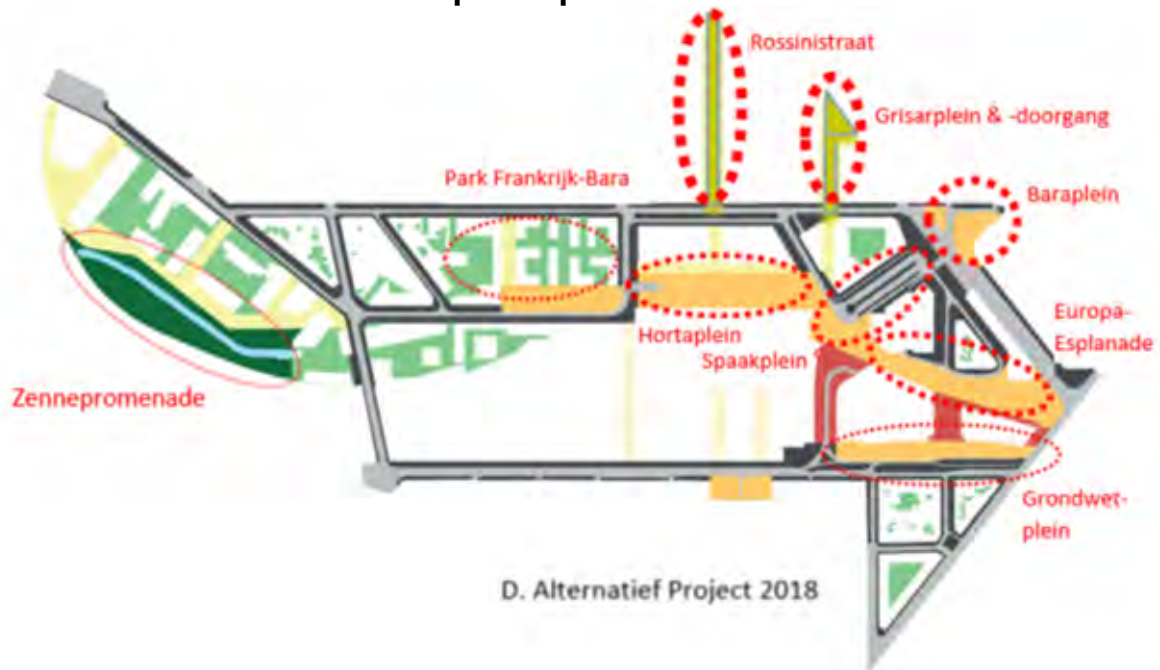 Rossinistraat
Grisarplein & -doorgang
Park Frankrijk-Bara
Baraplein
Hortaplein
Spaakplein
Europa-
Esplanade
Zennepromenade
Grondwet-
plein
D. Alternatief Project 2018